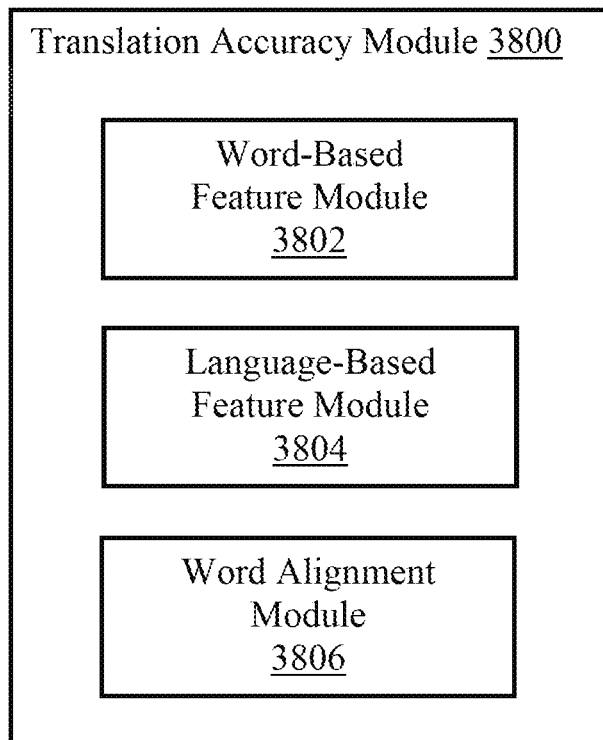 Translation Accuracy Module 3800
Word-Based
Feature Module
3802
Language-Based
Feature Module
3804
Word Alignment
Module
3806